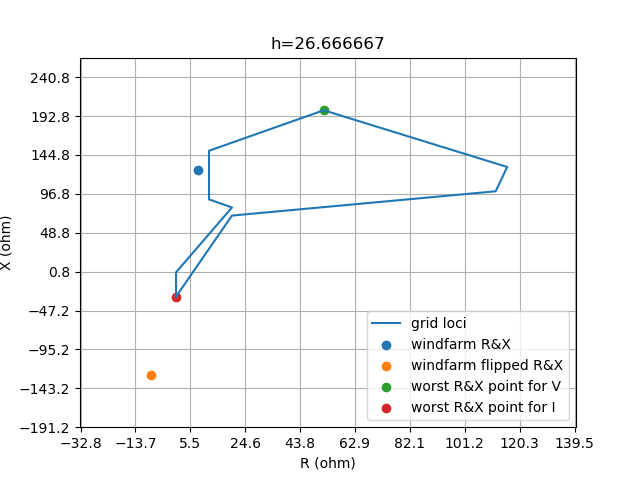 h=26.666667
240.8
192.8
144.8
96.8
48.8
0.8
−47.2
−95.2
−143.2
−191.2
X (ohm)
grid loci
windfarm R&X
windfarm flipped R&X
worst R&X point for V
worst R&X point for I
−32.8 −13.7 5.5 24.6 43.8 62.9 82.1 101.2 120.3 139.5
R (ohm)